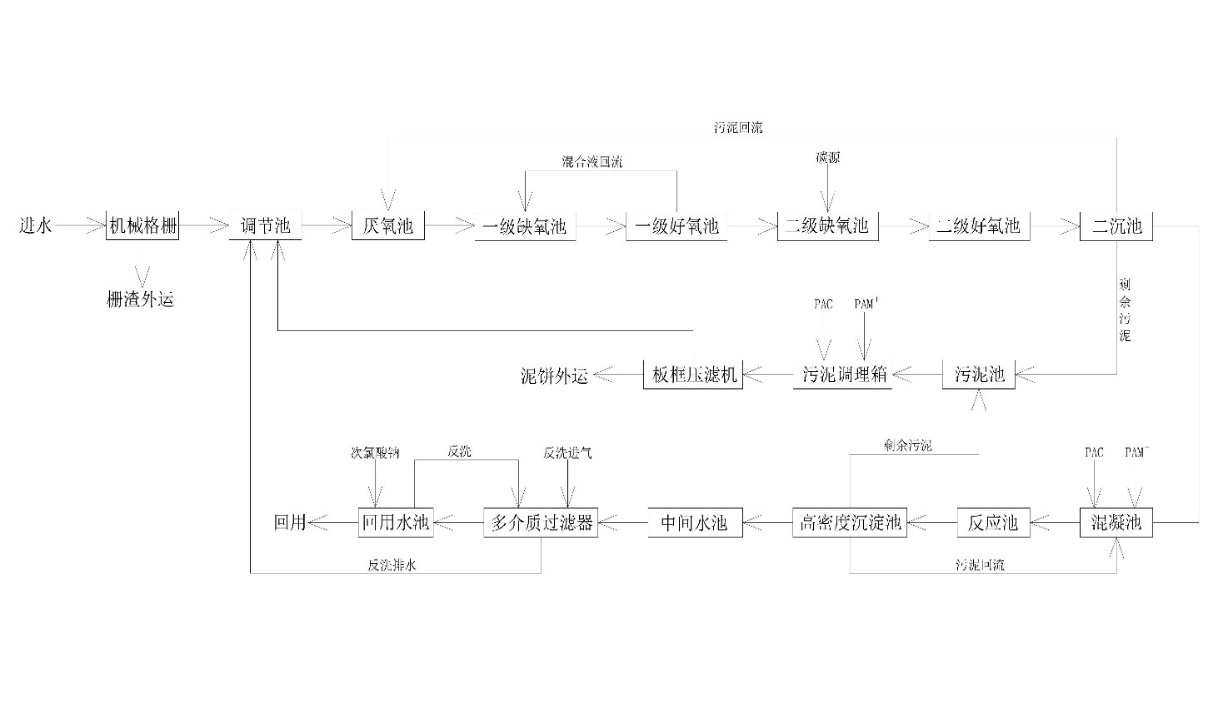 污泥回流
混合液回流
碳源
进水
机械格栅
调节池
厌氧池
一级缺氧池
一级好氧池
二级缺氧池
二级好氧池
二沉池
栅渣外运
剩余污泥
PAC
PAM⁺
泥饼外运
板框压滤机
污泥调理箱
污泥池
次氯酸钠
反洗
反洗进气
剩余污泥
PAC
PAM⁻
回用
回用水池
多介质过滤器
中间水池
高密度沉淀池
反应池
混凝池
反洗排水
污泥回流